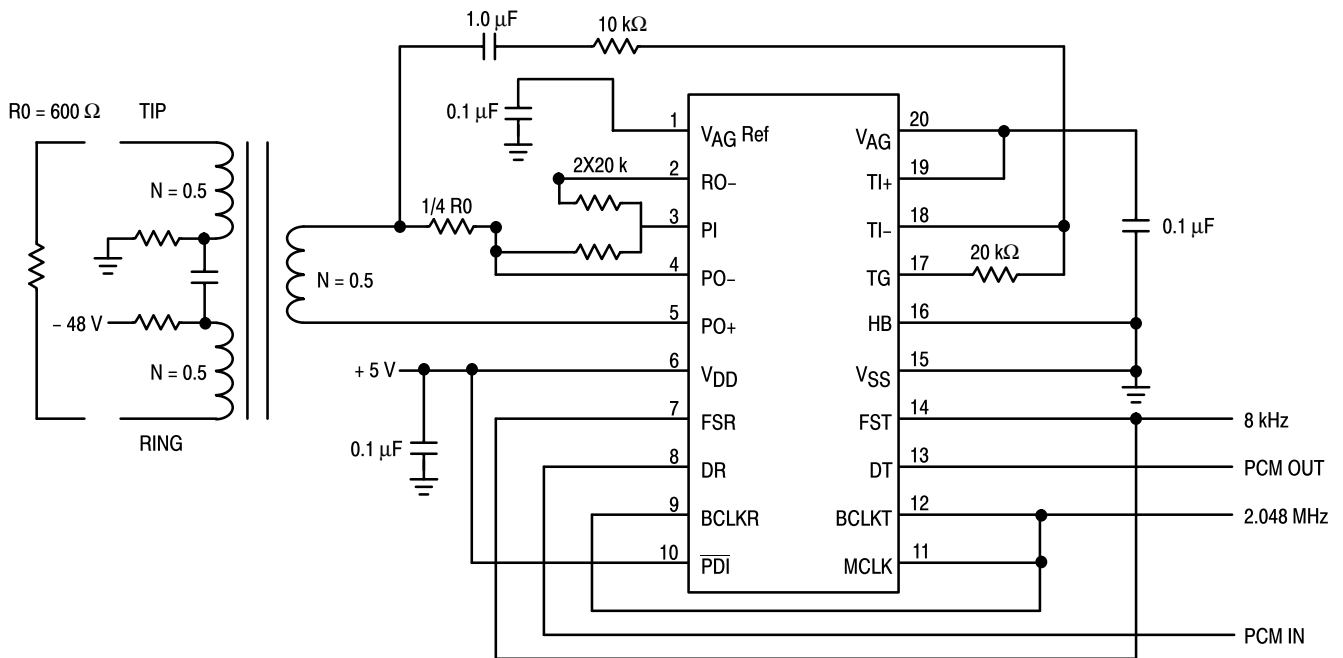 1.0 µF
10 kΩ
R0 = 600 Ω
TIP
0.1 µF
1
VAG Ref
VAG
20
2X20 k
2
RO–
TI+
19
N = 0.5
1/4 R0
3
PI
TI–
18
0.1 µF
20 kΩ
N = 0.5
4
PO–
TG
17
– 48 V
5
PO+
HB
16
N = 0.5
+ 5 V
6
VDD
VSS
15
7
FSR
FST
14
8 kHz
RING
0.1 µF
8
DR
DT
13
PCM OUT
9
BCLKR
BCLKT
12
2.048 MHz
10
PDI
MCLK
11
PCM IN